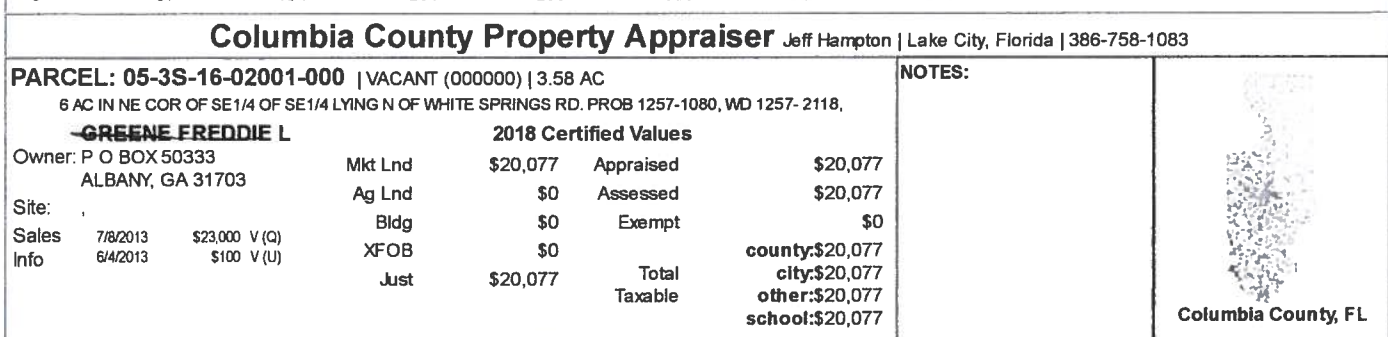 Columbia County Property Appraiser Jeff Hampton | Lake City, Florida | 386-758-1083
PARCEL: 05-3S-16-02001-000 | VACANT (000000) | 3.58 AC
6 AC IN NE COR OF SE1/4 OF SE1/4 LYING N OF WHITE SPRINGS RD. PROB 1257-1080, WD 1257- 2118,
GREENE FREDDIE L
Owner: P O BOX 50333
ALBANY, GA 31703
Site: ,
Sales Info
7/8/2013 $23,000 V (Q)
6/4/2013 $100 V (U)
2018 Certified Values
Mkt Lnd $20,077 Appraised $20,077
Ag Lnd $0 Assessed $20,077
Bldg $0 Exempt $0
XFOB $0
Just $20,077
Total Taxable
county:$20,077
city:$20,077
other:$20,077
school:$20,077
NOTES:
Columbia County, FL